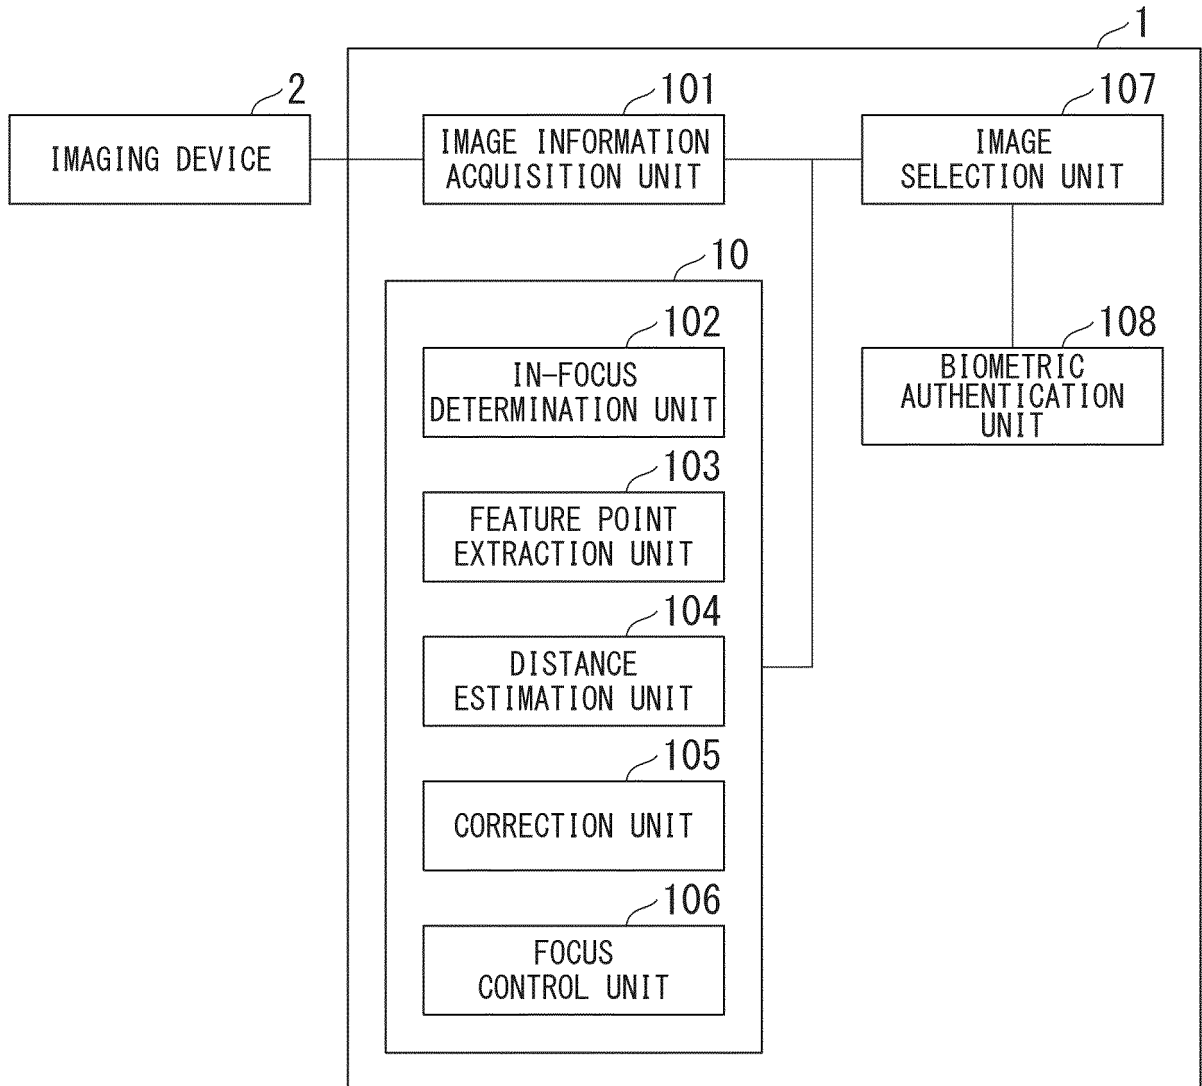 1
2
IMAGING DEVICE
101
IMAGE INFORMATION
ACQUISITION UNIT
107
IMAGE
SELECTION UNIT
10
102
IN-FOCUS
DETERMINATION UNIT
108
BIOMETRIC
AUTHENTICATION
UNIT
103
FEATURE POINT
EXTRACTION UNIT
104
DISTANCE
ESTIMATION UNIT
105
CORRECTION UNIT
106
FOCUS
CONTROL UNIT